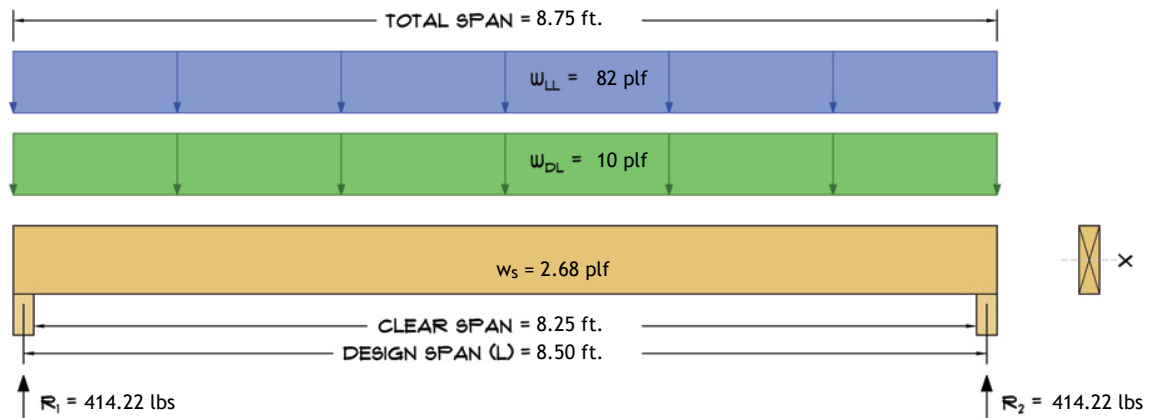 TOTAL SPAN = 8.75 ft.
WLL = 82 plf
WDL = 10 plf
ws = 2.68 plf
X
CLEAR SPAN = 8.25 ft.
DESIGN SPAN (L) = 8.50 ft.
R1 = 414.22 lbs
R2 = 414.22 lbs